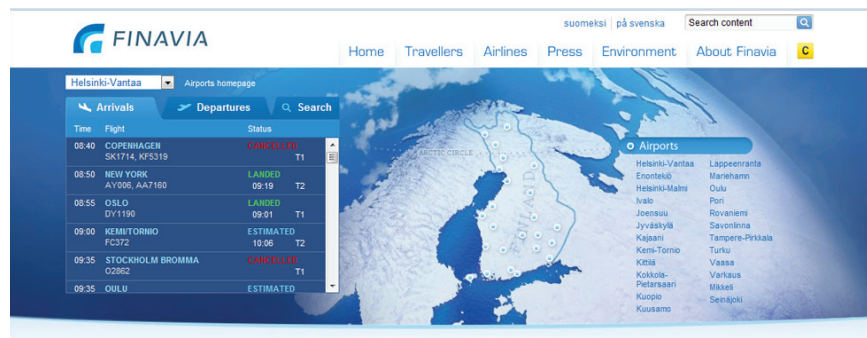 suomeksi på svenska Search content
FINAVIA
Home Travellers Airlines Press Environment About Finavia C
Helsinki-Vantaa Airports homepage
Arrivals Departures Search
Time Flight Status
08:40 COPENHAGEN CANCELLED
SK1714, KF5319 T1
08:50 NEW YORK LANDED
AY006, AA7160 09:19 T2
08:55 OSLO LANDED
DY1190 09:01 T1
09:00 KEMI/TORNIO ESTIMATED
FC372 10:06 T2
09:35 STOCKHOLM BROMMA CANCELLED
O2862 T1
09:35 OULU ESTIMATED
ARCTIC CIRCLE
FINLAND
Airports
Helsinki-Vantaa Lappeenranta
Enontekiö Mariehamn
Helsinki-Malmi Oulu
Ivalo Pori
Joensuu Rovaniemi
Jyväskylä Savonlinna
Kajaani Tampere-Pirkkala
Kemi-Tornio Turku
Kittilä Vaasa
Kokkola- Varkaus
Pietarsaari Mikkeli
Kuopio Seinäjoki
Kuusamo